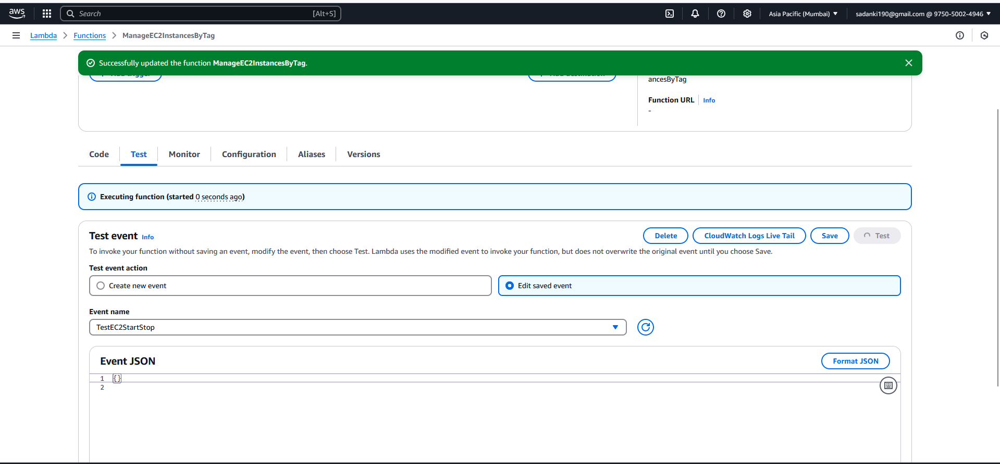 aws
Search [Alt+S]
Asia Pacific (Mumbai)
sadanki190@gmail.com @ 9750-5002-4946
Lambda
Functions
ManageEC2InstancesByTag
Successfully updated the function ManageEC2InstancesByTag.
ancesByTag
Function URL
Info
-
Code
Test
Monitor
Configuration
Aliases
Versions
Executing function (started 0 seconds ago)
Test event Info
Delete
CloudWatch Logs Live Tail
Save
Test
To invoke your function without saving an event, modify the event, then choose Test. Lambda uses the modified event to invoke your function, but does not overwrite the original event until you choose Save.
Test event action
Create new event
Edit saved event
Event name
TestEC2StartStop
Event JSON
Format JSON
1 {}
2